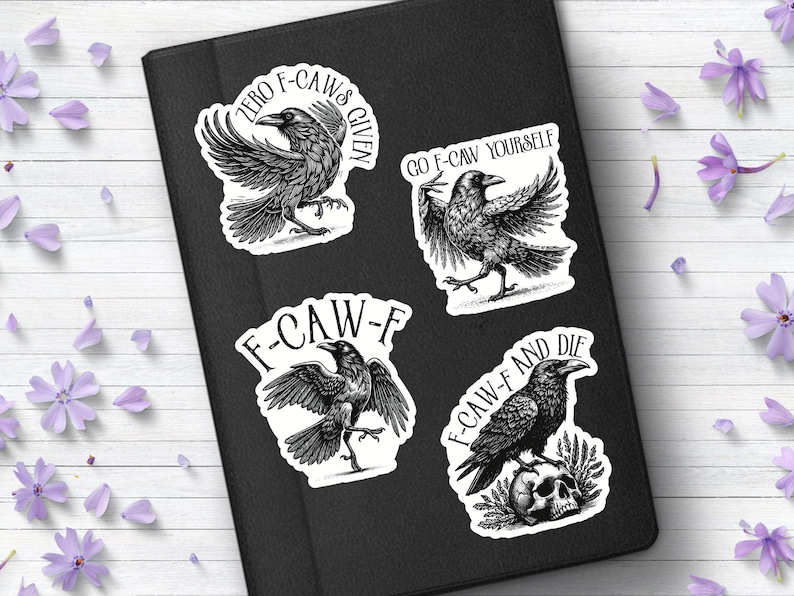 ZERO F-CAWS GIVEN
GO F-CAW YOURSELF
F-CAW-F
F-CAW-F AND DIE